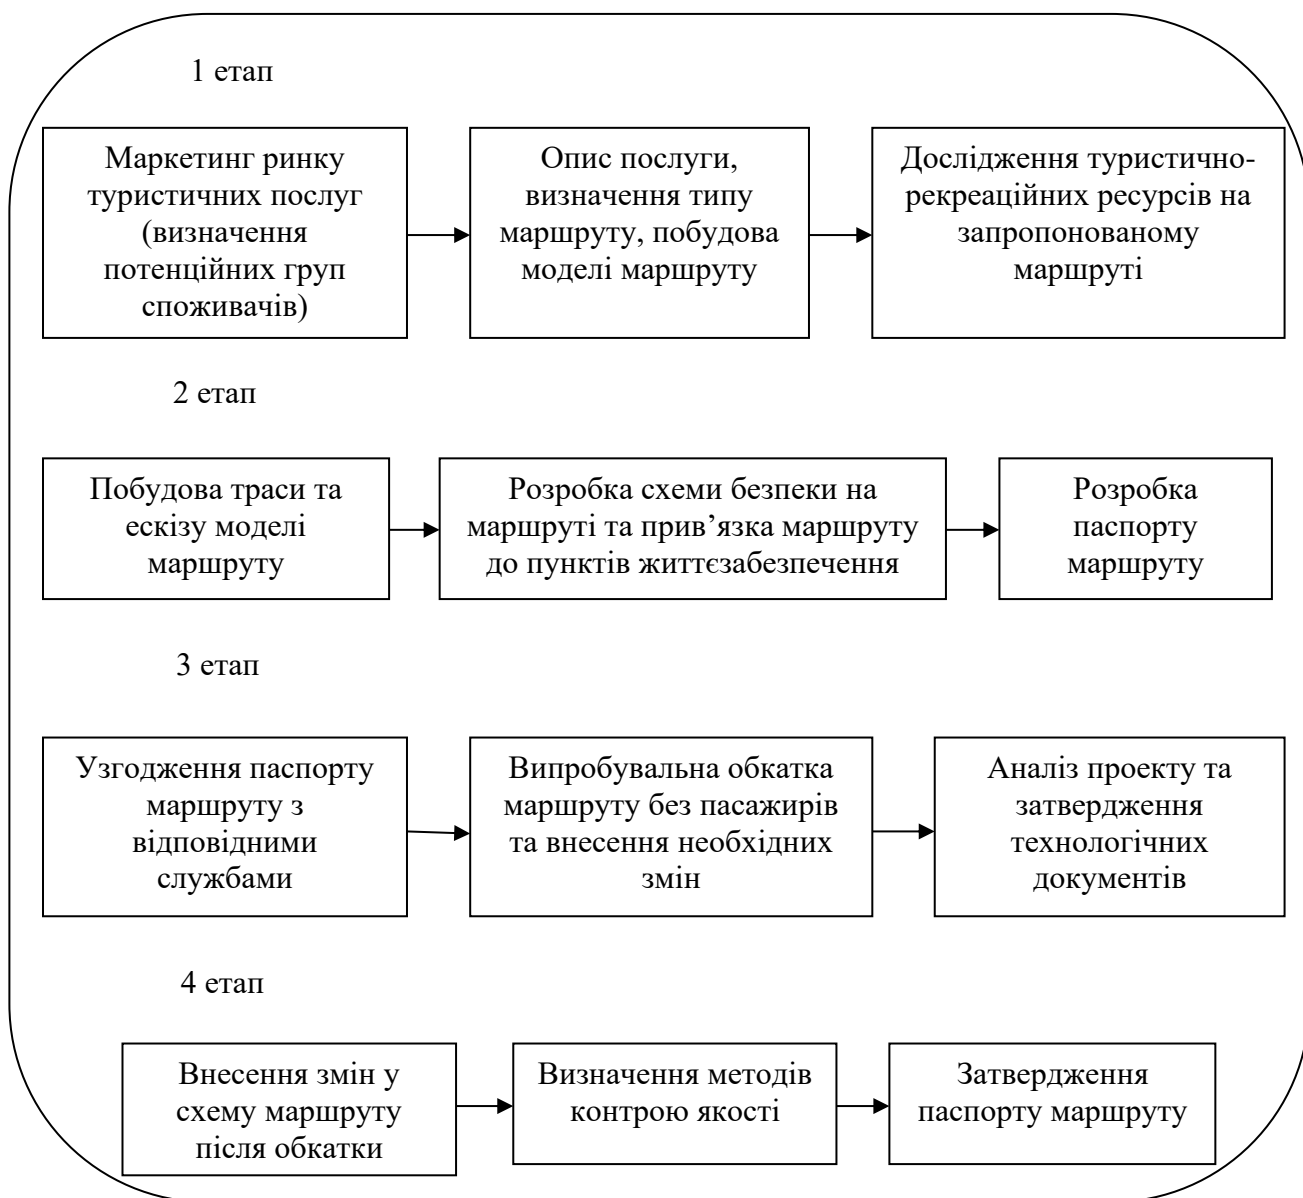 1 етап
Маркетинг ринку
туристичних послуг
(визначення
потенційних груп
споживачів)
Опис послуги,
визначення типу
маршруту, побудова
моделі маршруту
Дослідження туристично-
рекреаційних ресурсів на
запропонованому
маршруті
2 етап
Побудова траси та
ескізу моделі
маршруту
Розробка схеми безпеки на
маршруті та прив’язка маршруту
до пунктів життєзабезпечення
Розробка
паспорту
маршруту
3 етап
Узгодження паспорту
маршруту з
відповідними
службами
Випробувальна обкатка
маршруту без пасажирів
та внесення необхідних
змін
Аналіз проекту та
затвердження
технологічних
документів
4 етап
Внесення змін у
схему маршруту
після обкатки
Визначення методів
контрою якості
Затвердження
паспорту маршруту